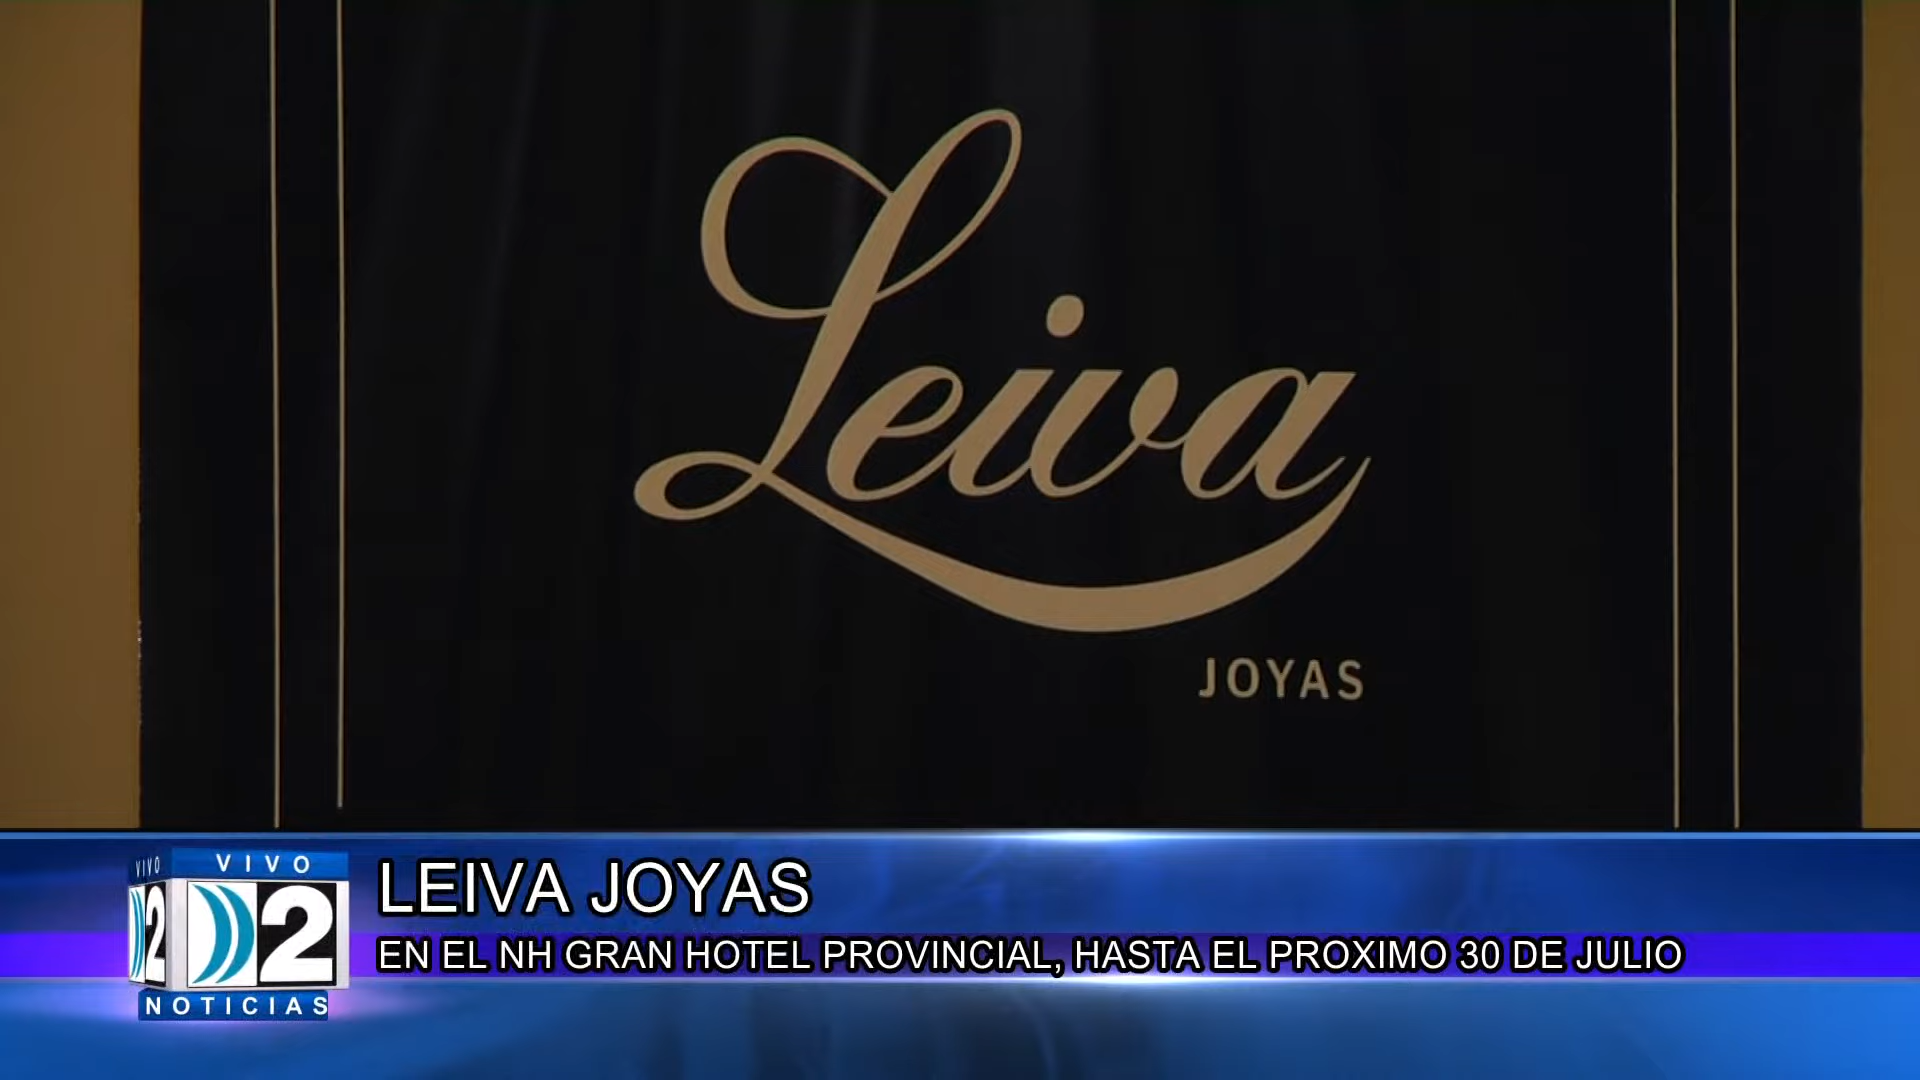 Leiva
JOYAS
VIVO
VIVO
2
2
NOTICIAS
LEIVA JOYAS
EN EL NH GRAN HOTEL PROVINCIAL, HASTA EL PROXIMO 30 DE JULIO